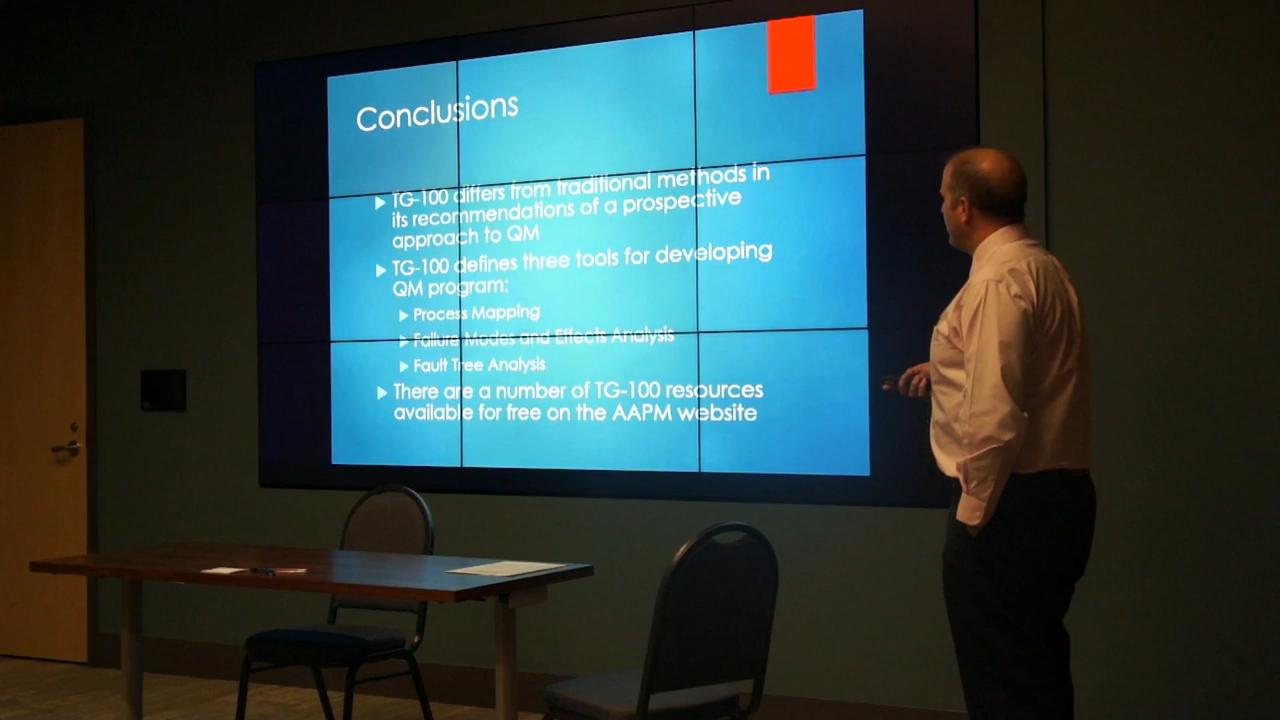 Conclusions
TG-100 differs from traditional methods in
its recommendations of a prospective
approach to QM
TG-100 defines three tools for developing
QM program:
Process Mapping
Failure Modes and Effects Analysis
Fault Tree Analysis
There are a number of TG-100 resources
available for free on the AAPM website